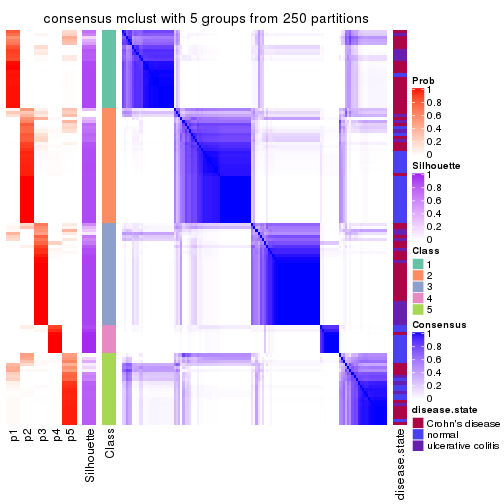 consensus mclust with 5 groups from 250 partitions
Prob
1
0.8
0.6
0.4
0.2
0
Silhouette
1
0.8
0.6
0.4
0.2
0
Class
1
2
3
4
5
Consensus
1
0.8
0.6
0.4
0.2
0
disease.state
Crohn's disease
normal
ulcerative colitis
p1
p2
p3
p4
p5
Silhouette
Class
disease.state